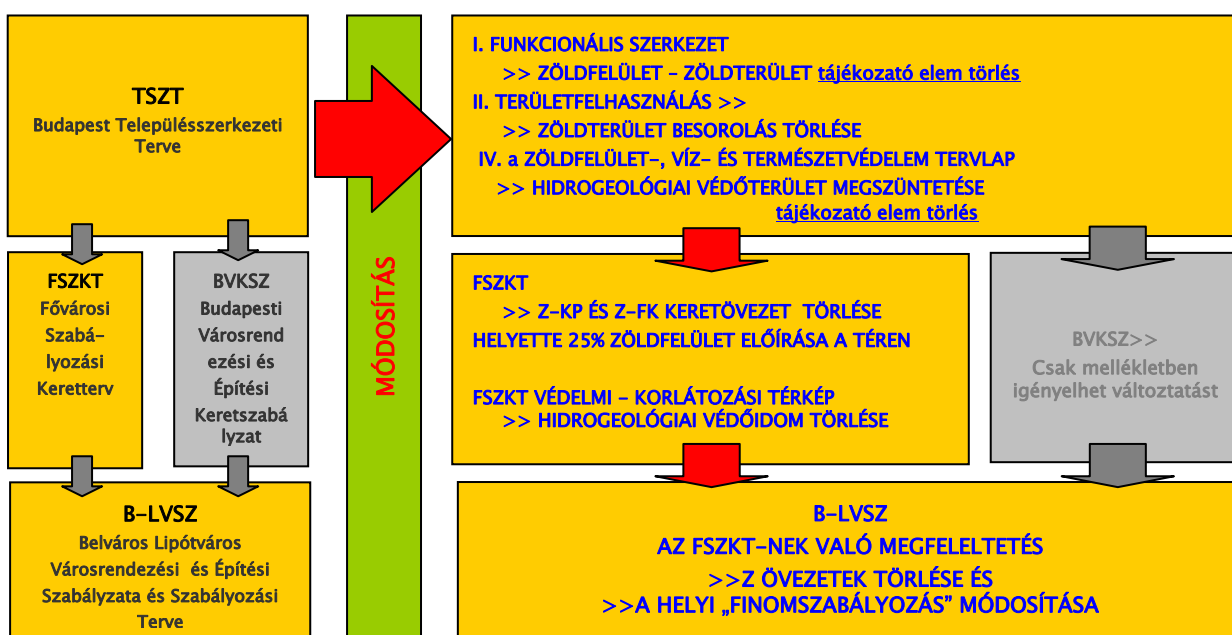 TSZT
Budapest Településszerkezeti
Terve
FSZKT
Fővárosi
Szabá-
lyozási
Keretterv
BVKSZ
Budapesti
Városrend
ezési és
Építési
Keretszabá
lyzat
B-LVSZ
Belváros Lipótváros
Városrendezési és Építési
Szabályzata és Szabályozási
Terve
MÓDOSÍTÁS
I. FUNKCIONÁLIS SZERKEZET
>> ZÖLDFELÜLET – ZÖLDTERÜLET tájékozató elem törlés
II. TERÜLETFELHASZNÁLÁS >>
>> ZÖLDTERÜLET BESOROLÁS TÖRLÉSE
IV. a ZÖLDFELÜLET-, VÍZ- ÉS TERMÉSZETVÉDELEM TERVLAP
>> HIDROGEOLÓGIAI VÉDŐTERÜLET MEGSZÜNTETÉSE
tájékozató elem törlés
FSZKT
>> Z-KP ÉS Z-FK KERETÖVEZET TÖRLÉSE
HELYETTE 25% ZÖLDFELÜLET ELŐÍRÁSA A TÉREN
FSZKT VÉDELMI – KORLÁTOZÁSI TÉRKÉP
>> HIDROGEOLÓGIAI VÉDŐIDOM TÖRLÉSE
BVKSZ>>
Csak mellékletben
igényelhet változtatást
B-LVSZ
AZ FSZKT-NEK VALÓ MEGFELELTETÉS
>>Z ÖVEZETEK TÖRLÉSE ÉS
>>A HELYI „FINOMSZABÁLYOZÁS” MÓDOSÍTÁSA